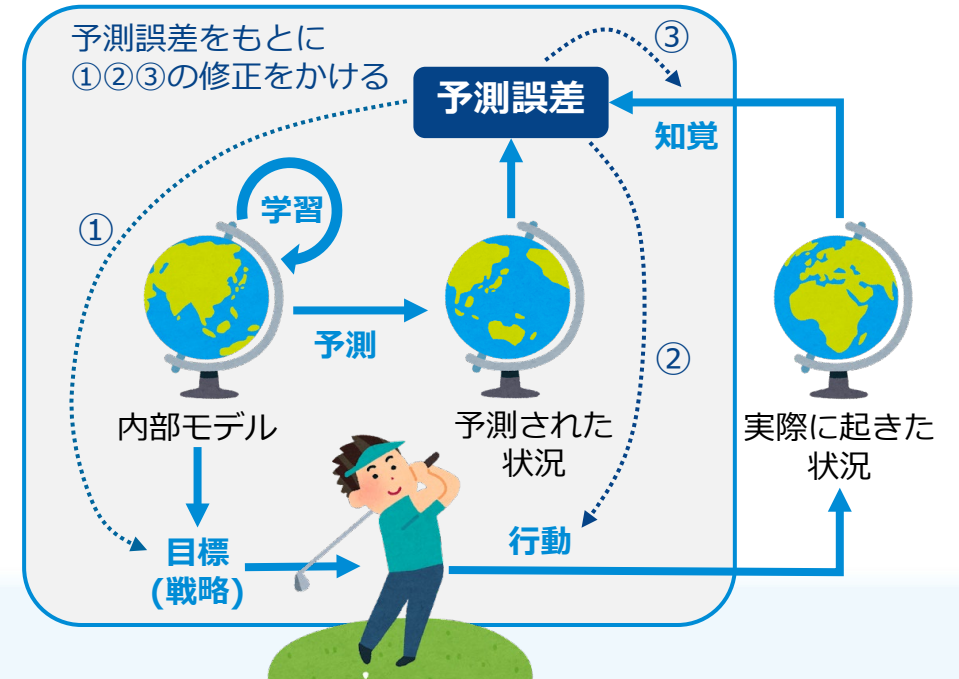 予測誤差をもとに
①②③の修正をかける
③
予測誤差
知覚
①
学習
予測
②
内部モデル
予測された
状況
実際に起きた
状況
目標
(戦略)
行動